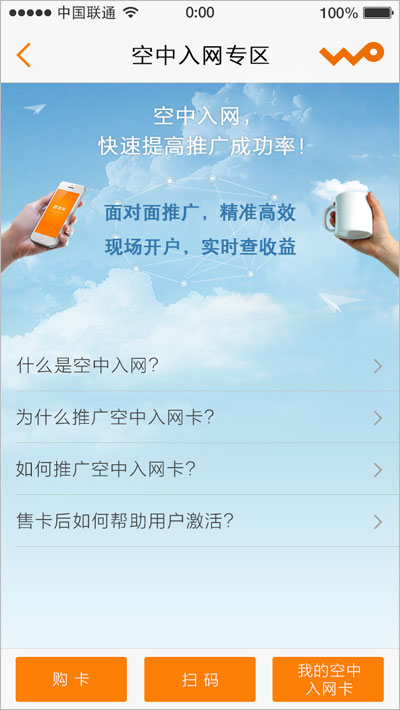 中国联通 0:00 100%
空中入网专区
空中入网，
快速提高推广成功率！
面对面推广，精准高效
现场开户，实时查收益
什么是空中入网？
为什么推广空中入网卡？
如何推广空中入网卡？
售卡后如何帮助用户激活？
购卡
扫码
我的空中
入网卡